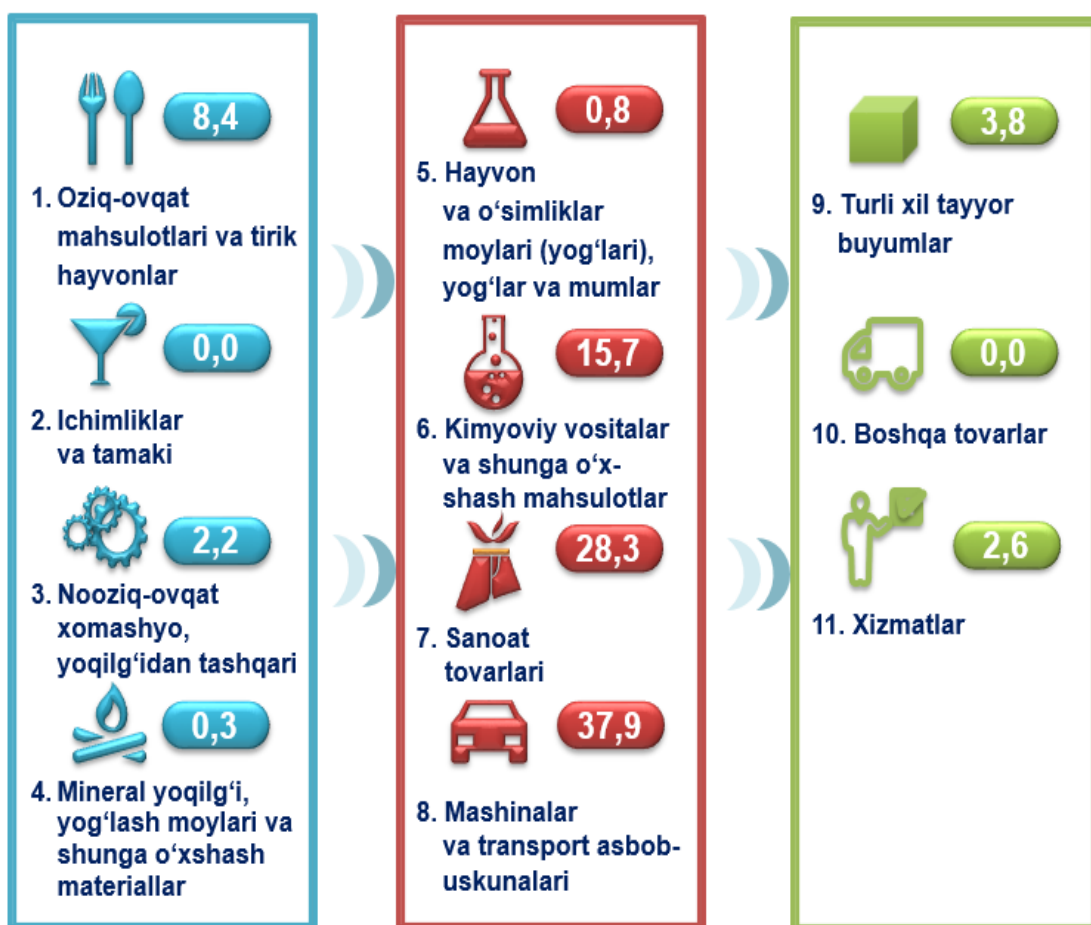 8,4
1. Oziq-ovqat
mahsulotlari va tirik
hayvonlar
0,0
2. Ichimliklar
va tamaki
2,2
3. Nooziq-ovqat
xomashyo,
yoqilg‘idan tashqari
0,3
4. Mineral yoqilg‘i,
yog‘lash moylari va
shunga o‘xshash
materiallar
0,8
5. Hayvon
va o‘simliklar
moylari (yog‘lari),
yog‘lar va mumlar
15,7
6. Kimyoviy vositalar
va shunga o‘x-
shash mahsulotlar
28,3
7. Sanoat
tovarlari
37,9
8. Mashinalar
va transport asbob-
uskunalari
3,8
9. Turli xil tayyor
buyumlar
0,0
10. Boshqa tovarlar
2,6
11. Xizmatlar